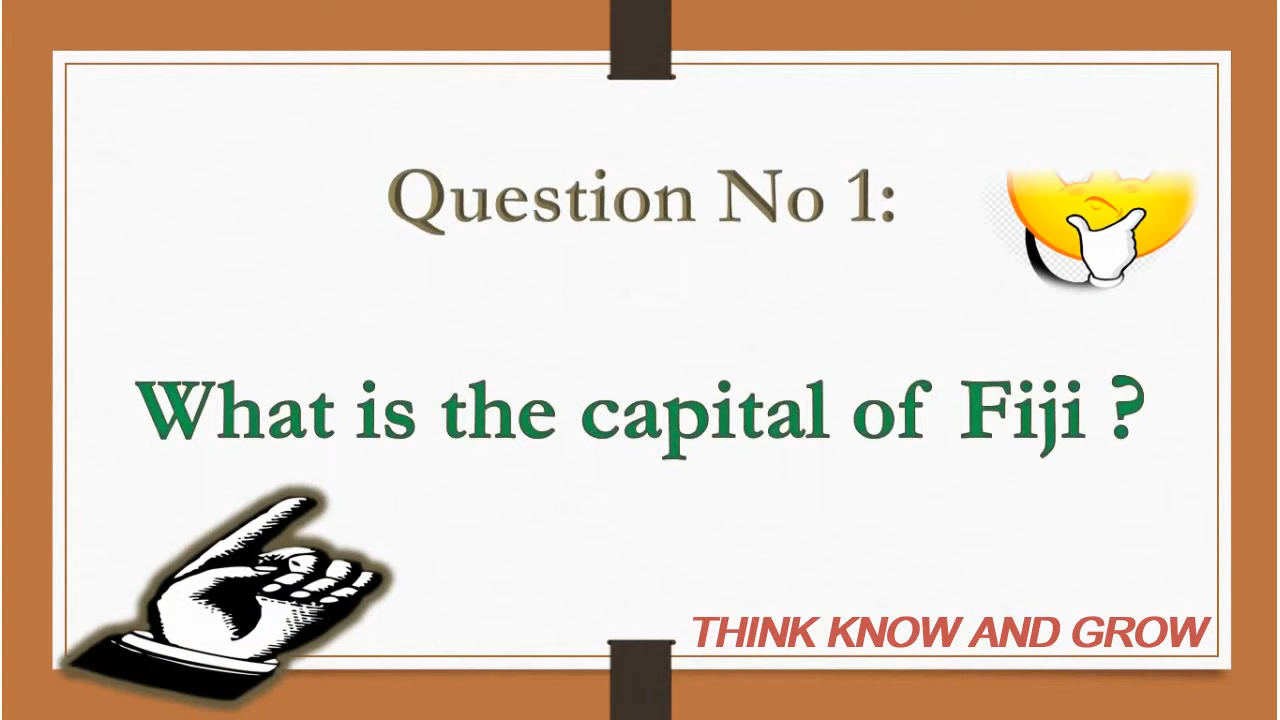 Question No 1:
What is the capital of Fiji ?
THINK KNOW AND GROW